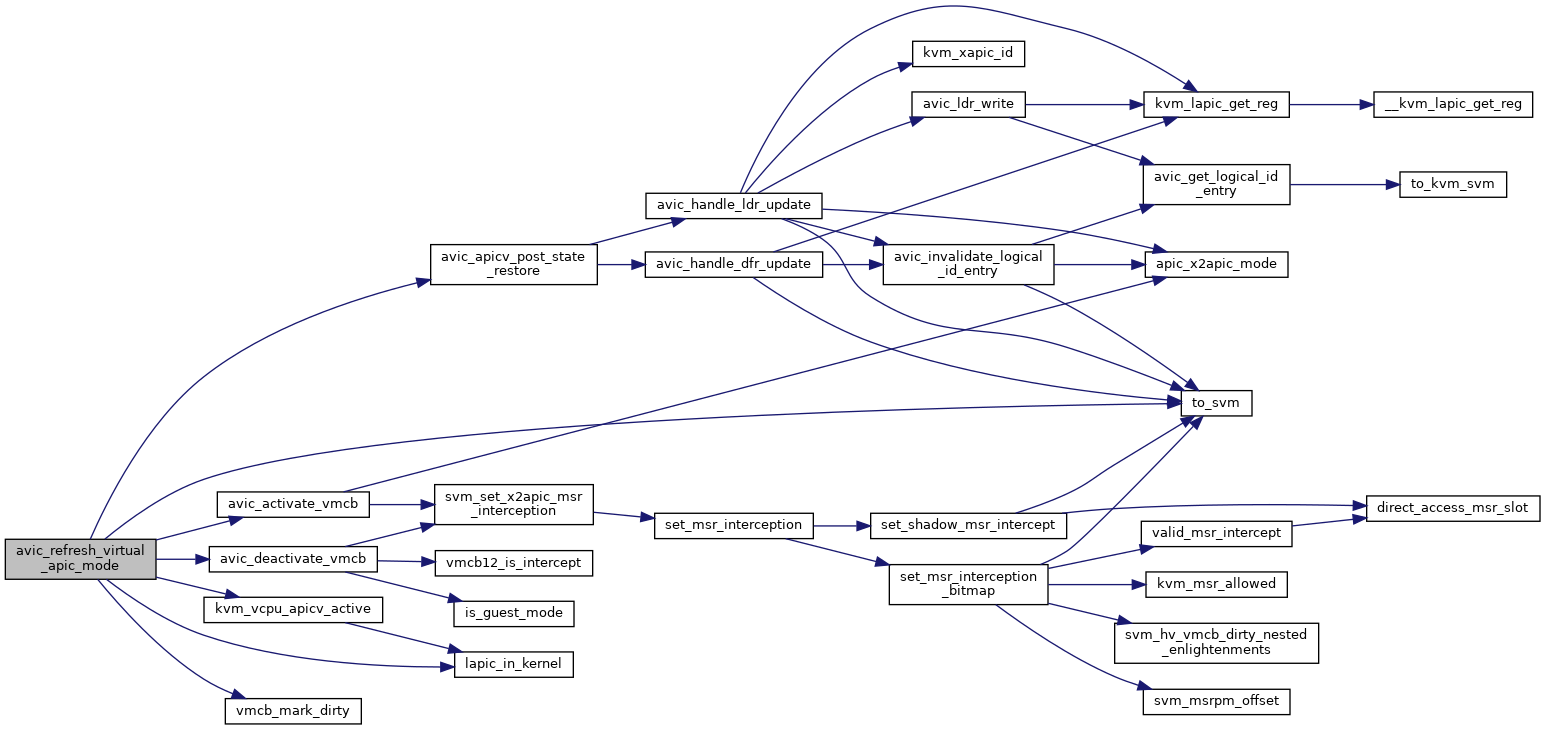 kvm_xapic_id
avic_ldr_write
kvm_lapic_get_reg
__kvm_lapic_get_reg
avic_get_logical_id
_entry
to_kvm_svm
avic_handle_ldr_update
avic_apicv_post_state
_restore
avic_handle_dfr_update
avic_invalidate_logical
_id_entry
apic_x2apic_mode
to_svm
avic_activate_vmcb
svm_set_x2apic_msr
_interception
set_msr_interception
set_shadow_msr_intercept
direct_access_msr_slot
valid_msr_intercept
avic_refresh_virtual
_apic_mode
avic_deactivate_vmcb
vmcb12_is_intercept
set_msr_interception
_bitmap
kvm_msr_allowed
kvm_vcpu_apicv_active
is_guest_mode
svm_hv_vmcb_dirty_nested
_enlightenments
lapic_in_kernel
svm_msrpm_offset
vmcb_mark_dirty